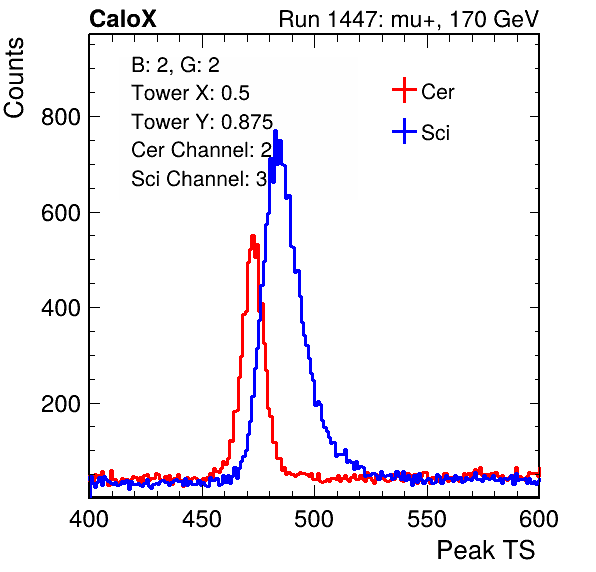 CaloX Run 1447: mu+, 170 GeV
Counts
B: 2, G: 2
Tower X: 0.5
Tower Y: 0.875
Cer Channel: 2
Sci Channel: 3
Cer
Sci
800
600
400
200
400 450 500 550 600
Peak TS